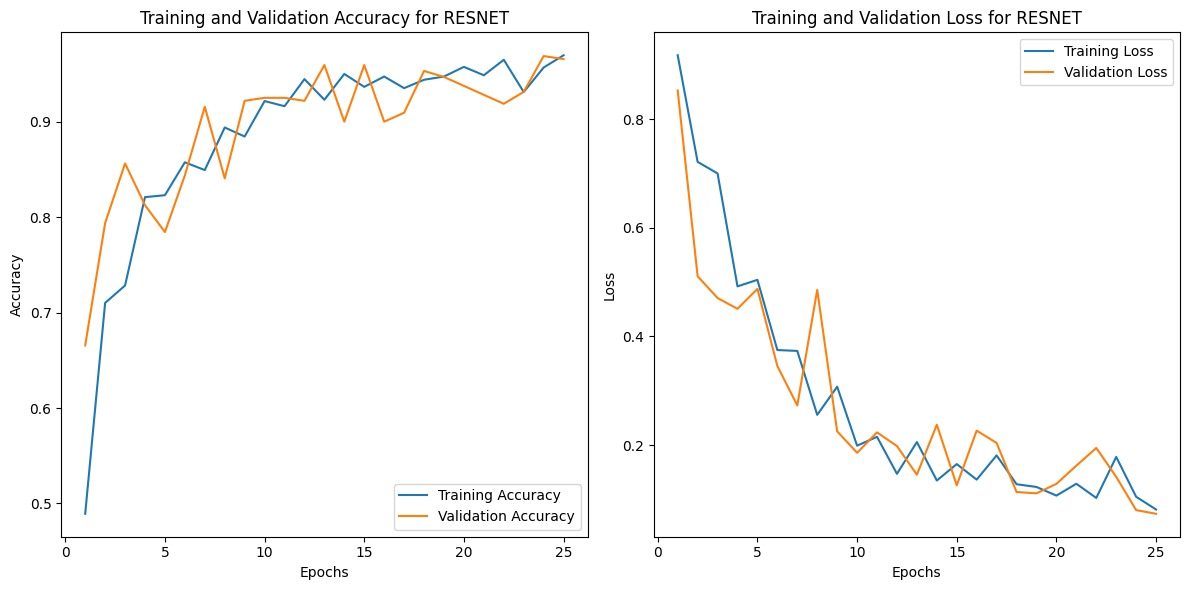 Training and Validation Accuracy for RESNET
Accuracy
0.9
0.8
0.7
0.6
0.5
Training Accuracy
Validation Accuracy
0 5 10 15 20 25
Epochs
Training and Validation Loss for RESNET
Training Loss
Validation Loss
Loss
0.8
0.6
0.4
0.2
0 5 10 15 20 25
Epochs